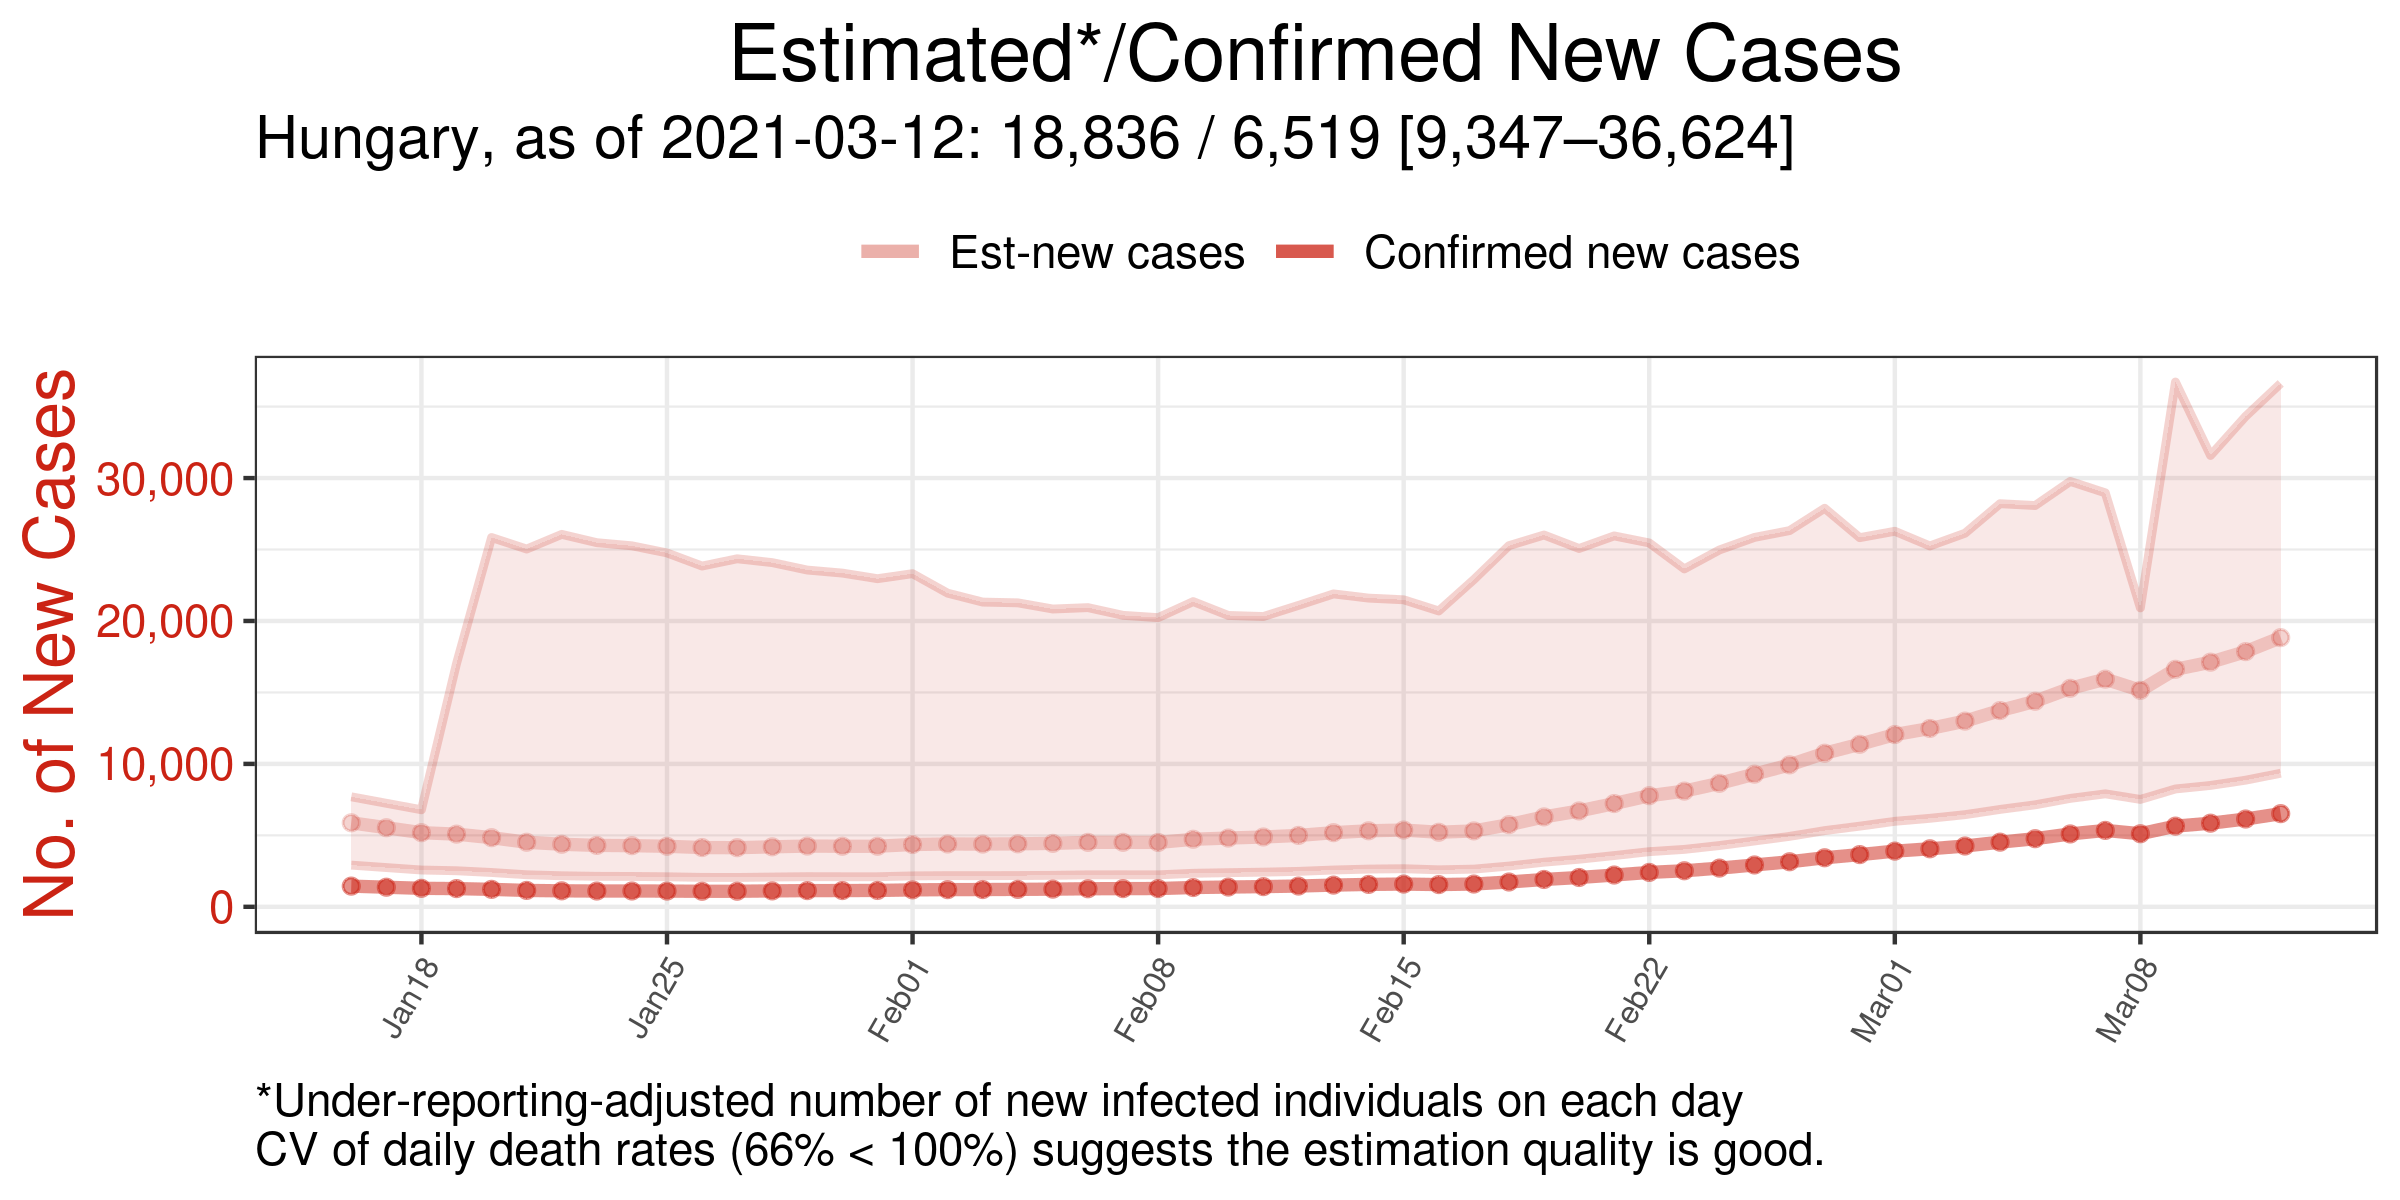 Estimated*/Confirmed New Cases
Hungary, as of 2021-03-12: 18,836 / 6,519 [9,347–36,624]
Est-new cases
Confirmed new cases
No. of New Cases
30,000
20,000
10,000
0
Jan18
Jan25
Feb01
Feb08
Feb15
Feb22
Mar01
Mar08
*Under-reporting-adjusted number of new infected individuals on each day
CV of daily death rates (66% < 100%) suggests the estimation quality is good.